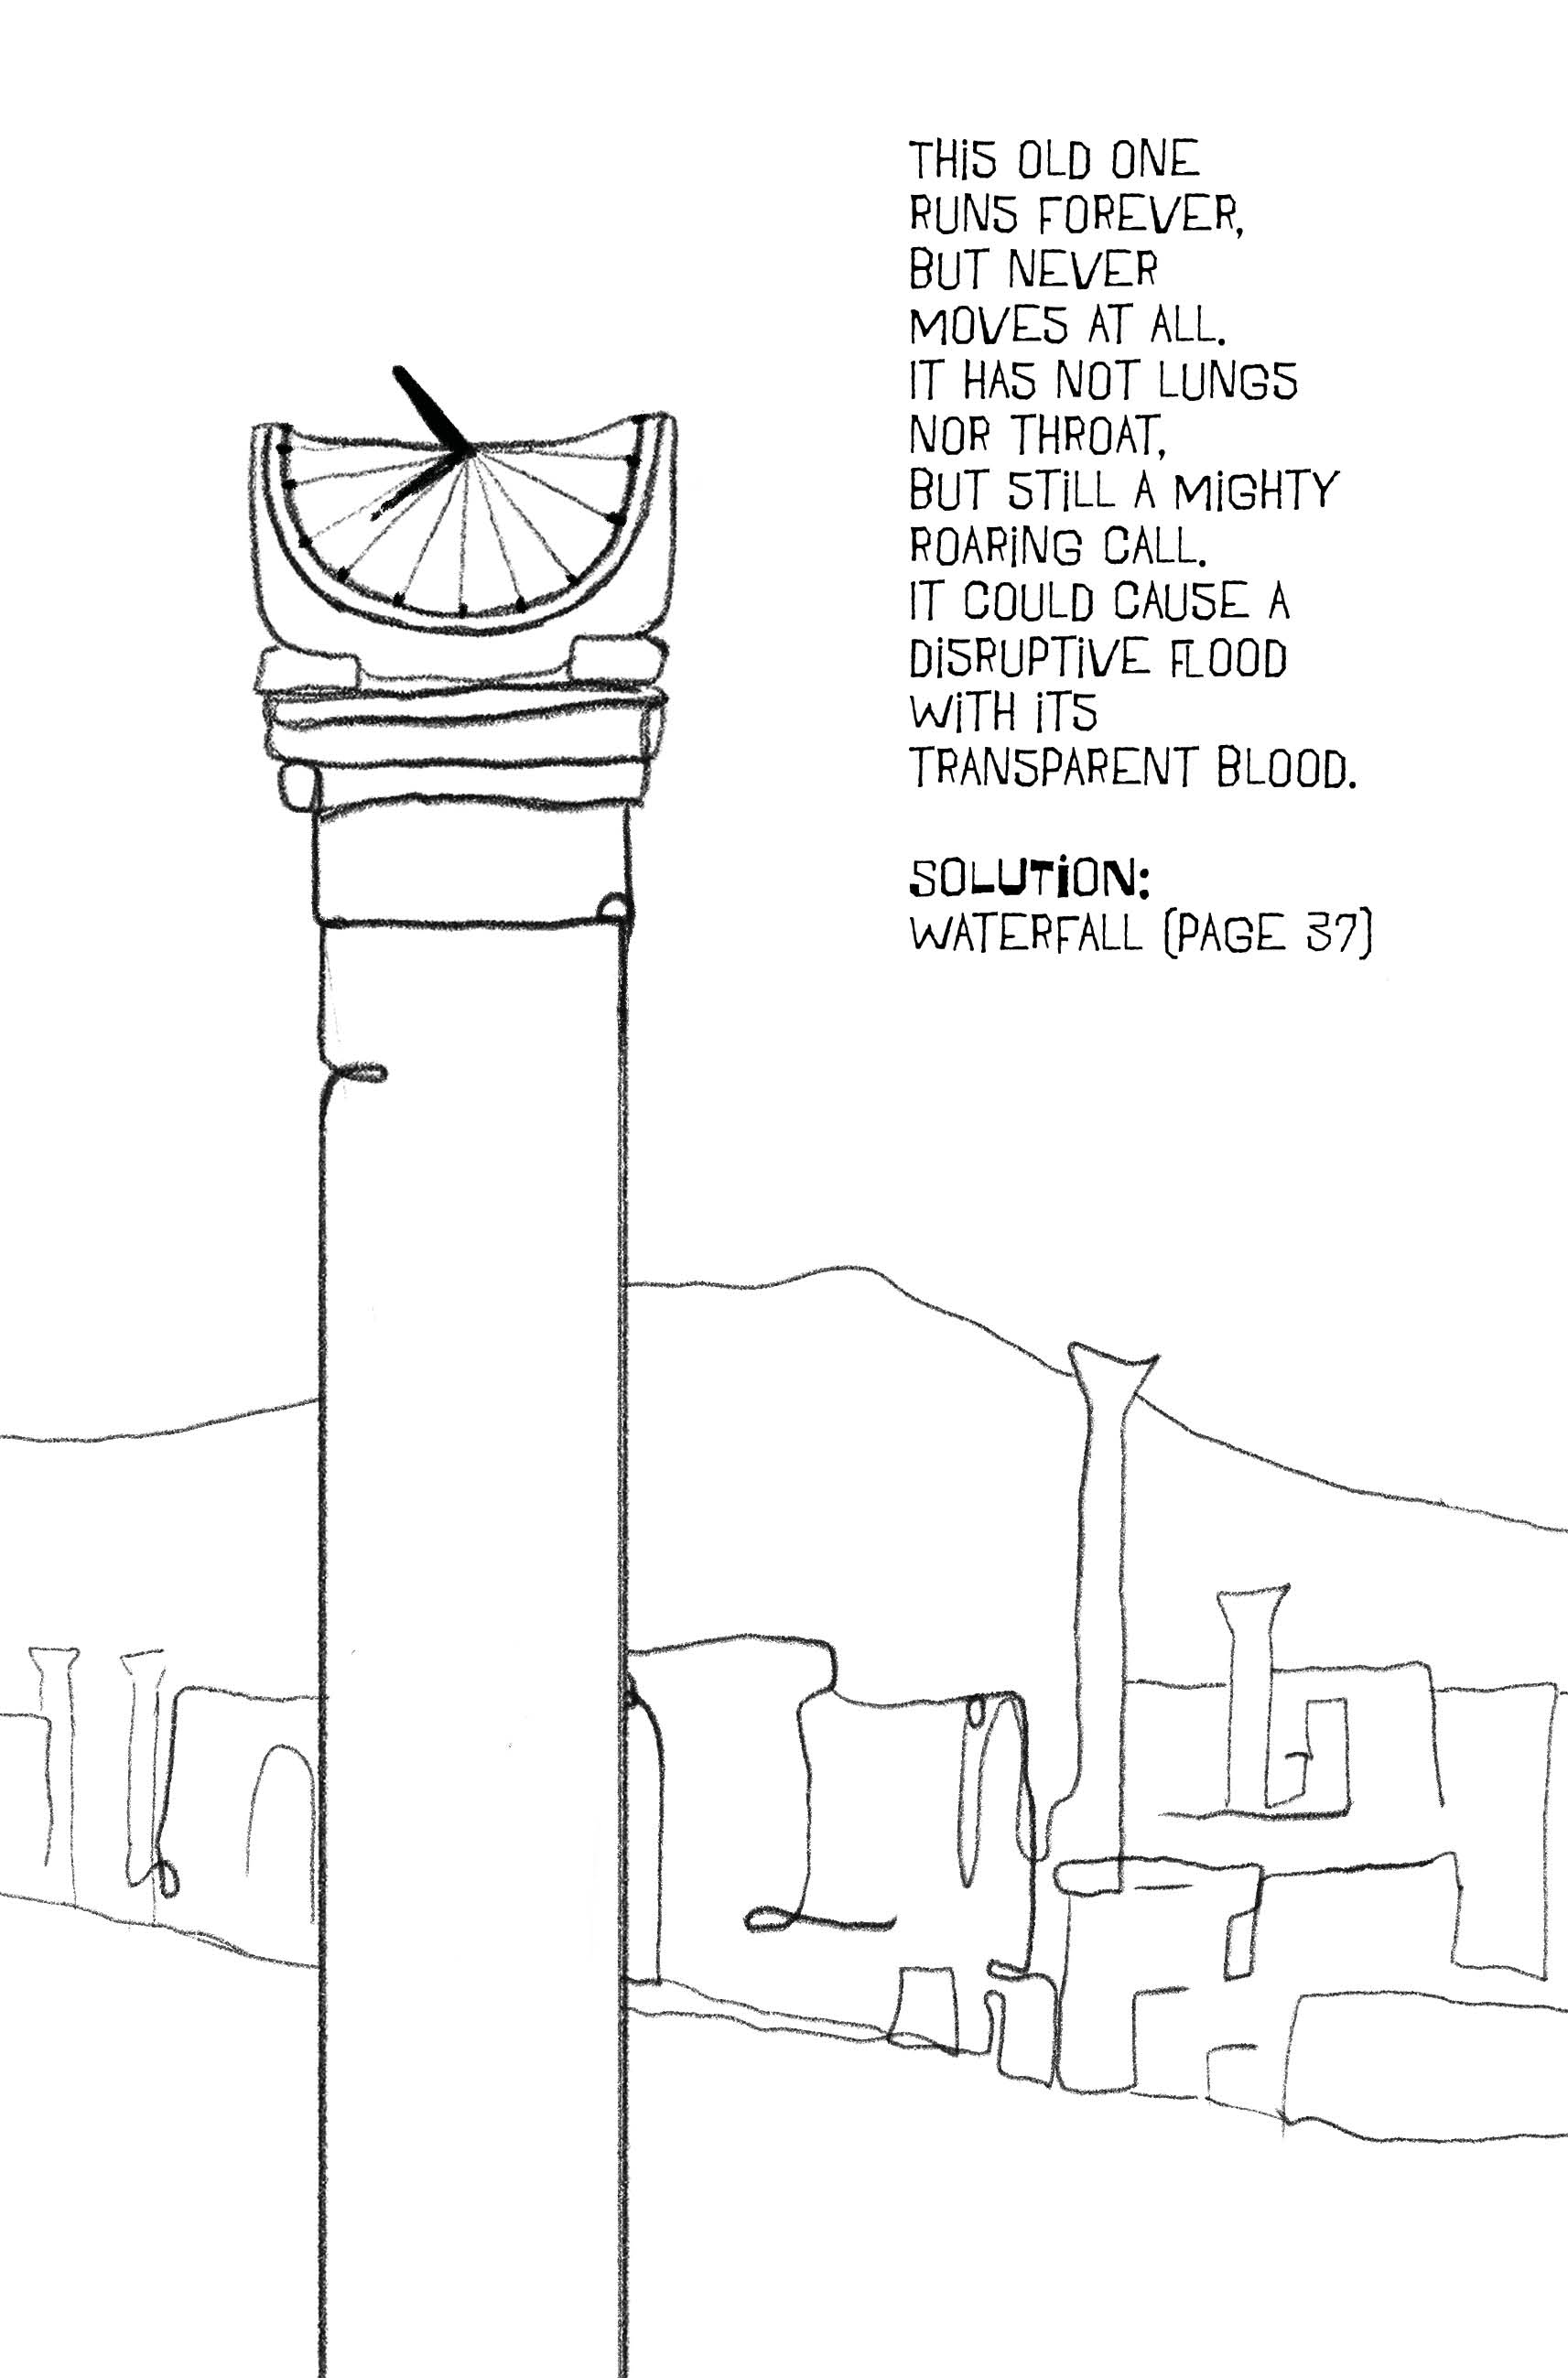 THiS OLD ONE
RUNS FOREVER,
BUT NEVER
MOVES AT ALL.
IT HAS NOT LUNGS
NOR THROAT,
BUT STiLL A MiGHTY
ROARiNG CALL.
IT COULD CAUSE A
DiSRUPTiVE FLOOD
WiTH iTS
TRANSPARENT BLOOD.
SOLUTiON:
WATERFALL (PAGE 37)